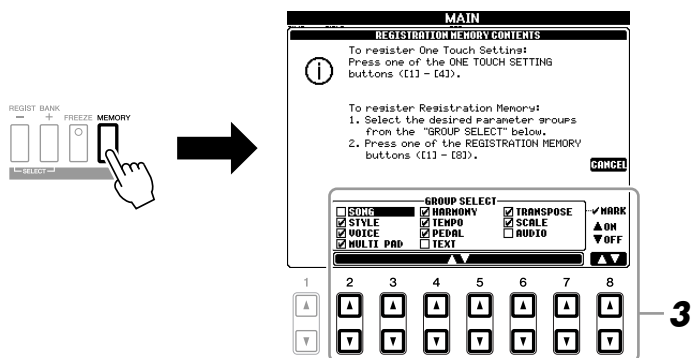 MAIN
REGISTRATION MEMORY CONTENTS
To register One Touch Setting:
Press one of the ONE TOUCH SETTING
buttons ([1] – [4]).
To register Registration Memory:
1. Select the desired parameter groups
from the "GROUP SELECT" below.
2. Press one of the REGISTRATION MEMORY
buttons ([1] – [8]).
CANCEL
REGIST BANK
− + FREEZE MEMORY
SELECT
GROUP SELECT
SONG HARMONY TRANSPOSE
STYLE TEMPO SCALE
VOICE PEDAL AUDIO
MULTI PAD TEXT
MARK
▲ON
▼OFF
▲▼ ▲▼
1 2 3 4 5 6 7 8
3